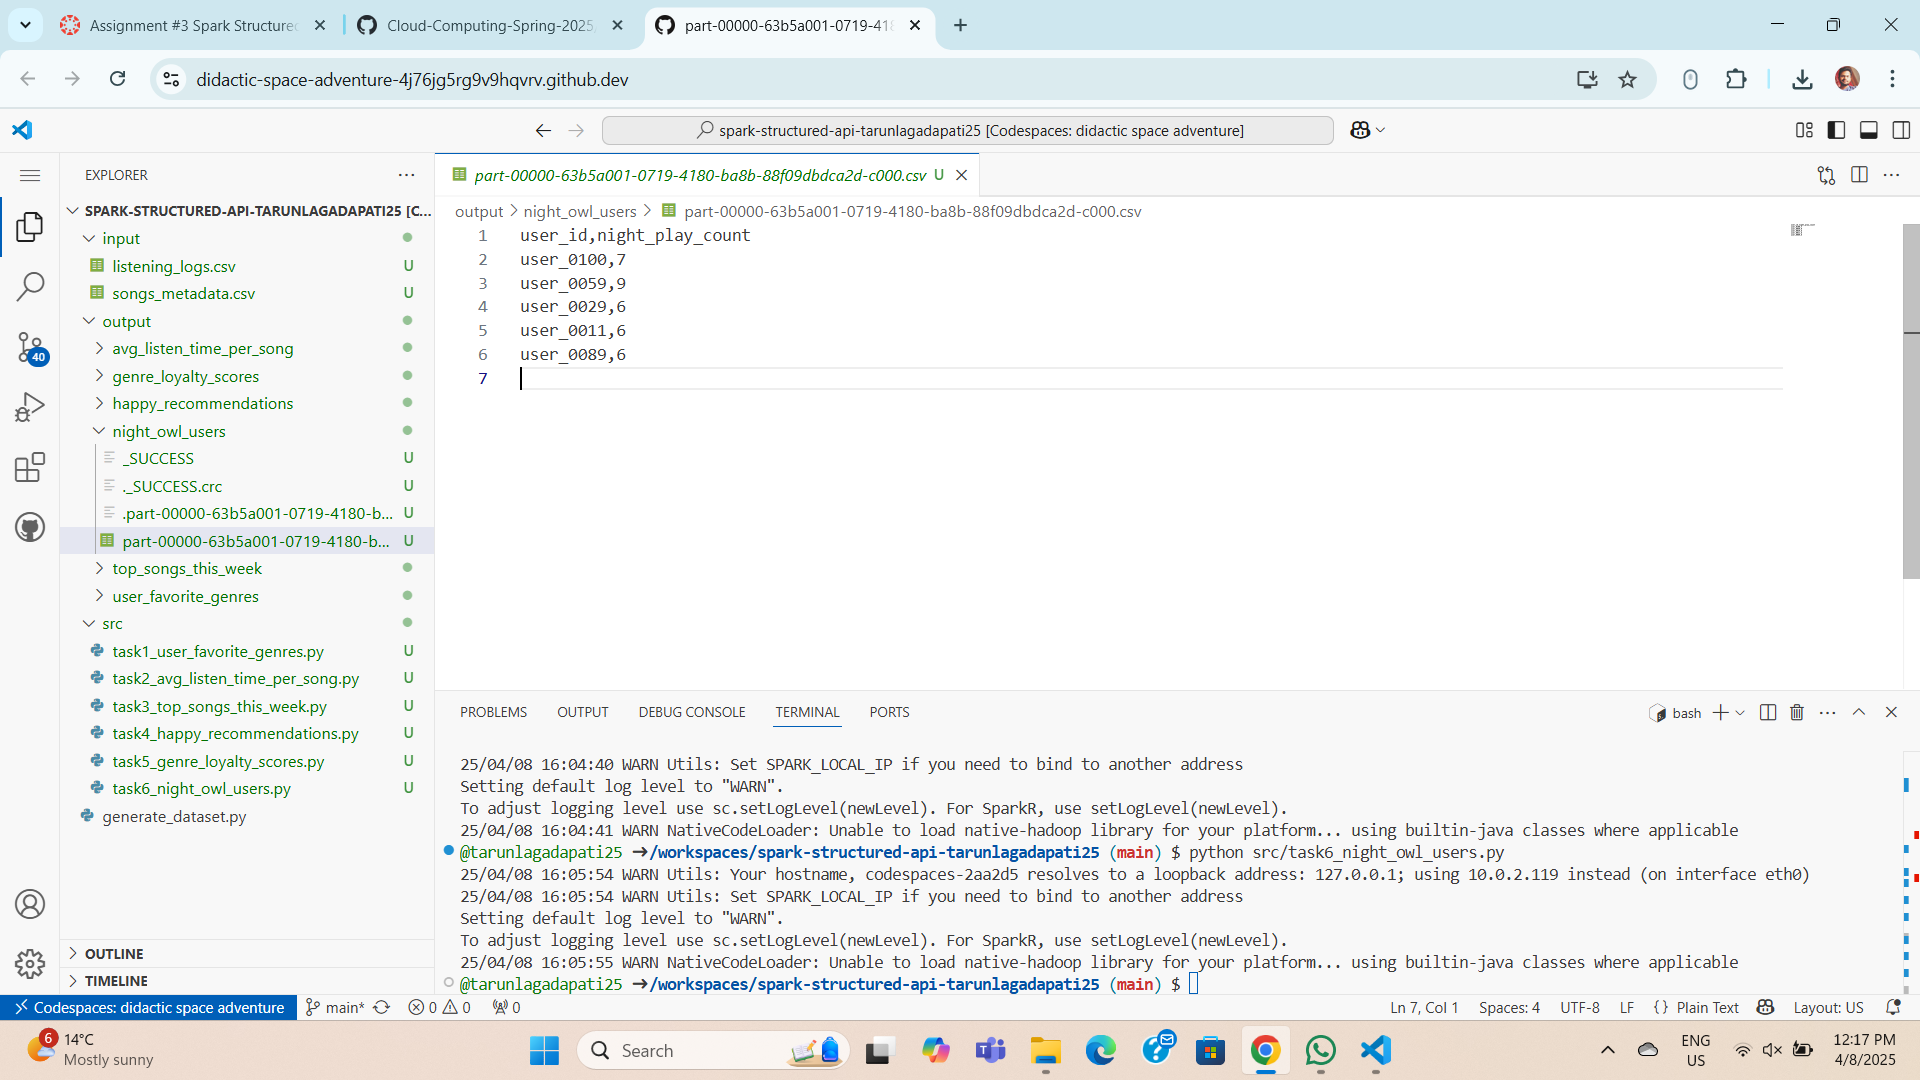 Assignment #3 Spark Structured
Cloud-Computing-Spring-2025
part-00000-63b5a001-0719-418
didactic-space-adventure-4j76jg5rg9v9hqvrv.github.dev
spark-structured-api-tarunlagadapati25 [Codespaces: didactic space adventure]
EXPLORER
SPARK-STRUCTURED-API-TARUNLAGADAPATI25 [C...
input
listening_logs.csv U
songs_metadata.csv U
output
avg_listen_time_per_song
genre_loyalty_scores
happy_recommendations
night_owl_users
_SUCCESS U
._SUCCESS.crc U
.part-00000-63b5a001-0719-4180-b... U
part-00000-63b5a001-0719-4180-b... U
top_songs_this_week
user_favorite_genres
src
task1_user_favorite_genres.py U
task2_avg_listen_time_per_song.py U
task3_top_songs_this_week.py U
task4_happy_recommendations.py U
task5_genre_loyalty_scores.py U
task6_night_owl_users.py U
generate_dataset.py
OUTLINE
TIMELINE
40
part-00000-63b5a001-0719-4180-ba8b-88f09dbdca2d-c000.csv U
output > night_owl_users > part-00000-63b5a001-0719-4180-ba8b-88f09dbdca2d-c000.csv
1 user_id,night_play_count
2 user_0100,7
3 user_0059,9
4 user_0029,6
5 user_0011,6
6 user_0089,6
7
PROBLEMS OUTPUT DEBUG CONSOLE TERMINAL PORTS
bash
25/04/08 16:04:40 WARN Utils: Set SPARK_LOCAL_IP if you need to bind to another address
Setting default log level to "WARN".
To adjust logging level use sc.setLogLevel(newLevel). For SparkR, use setLogLevel(newLevel).
25/04/08 16:04:41 WARN NativeCodeLoader: Unable to load native-hadoop library for your platform... using builtin-java classes where applicable
@tarunlagadapati25 ➜/workspaces/spark-structured-api-tarunlagadapati25 (main) $ python src/task6_night_owl_users.py
25/04/08 16:05:54 WARN Utils: Your hostname, codespaces-2aa2d5 resolves to a loopback address: 127.0.0.1; using 10.0.2.119 instead (on interface eth0)
25/04/08 16:05:54 WARN Utils: Set SPARK_LOCAL_IP if you need to bind to another address
Setting default log level to "WARN".
To adjust logging level use sc.setLogLevel(newLevel). For SparkR, use setLogLevel(newLevel).
25/04/08 16:05:55 WARN NativeCodeLoader: Unable to load native-hadoop library for your platform... using builtin-java classes where applicable
@tarunlagadapati25 ➜/workspaces/spark-structured-api-tarunlagadapati25 (main) $
Codespaces: didactic space adventure main* 0 0 0
Ln 7, Col 1 Spaces: 4 UTF-8 LF {} Plain Text Layout: US
6
14°C
Mostly sunny
Search
ENG
US
12:17 PM
4/8/2025